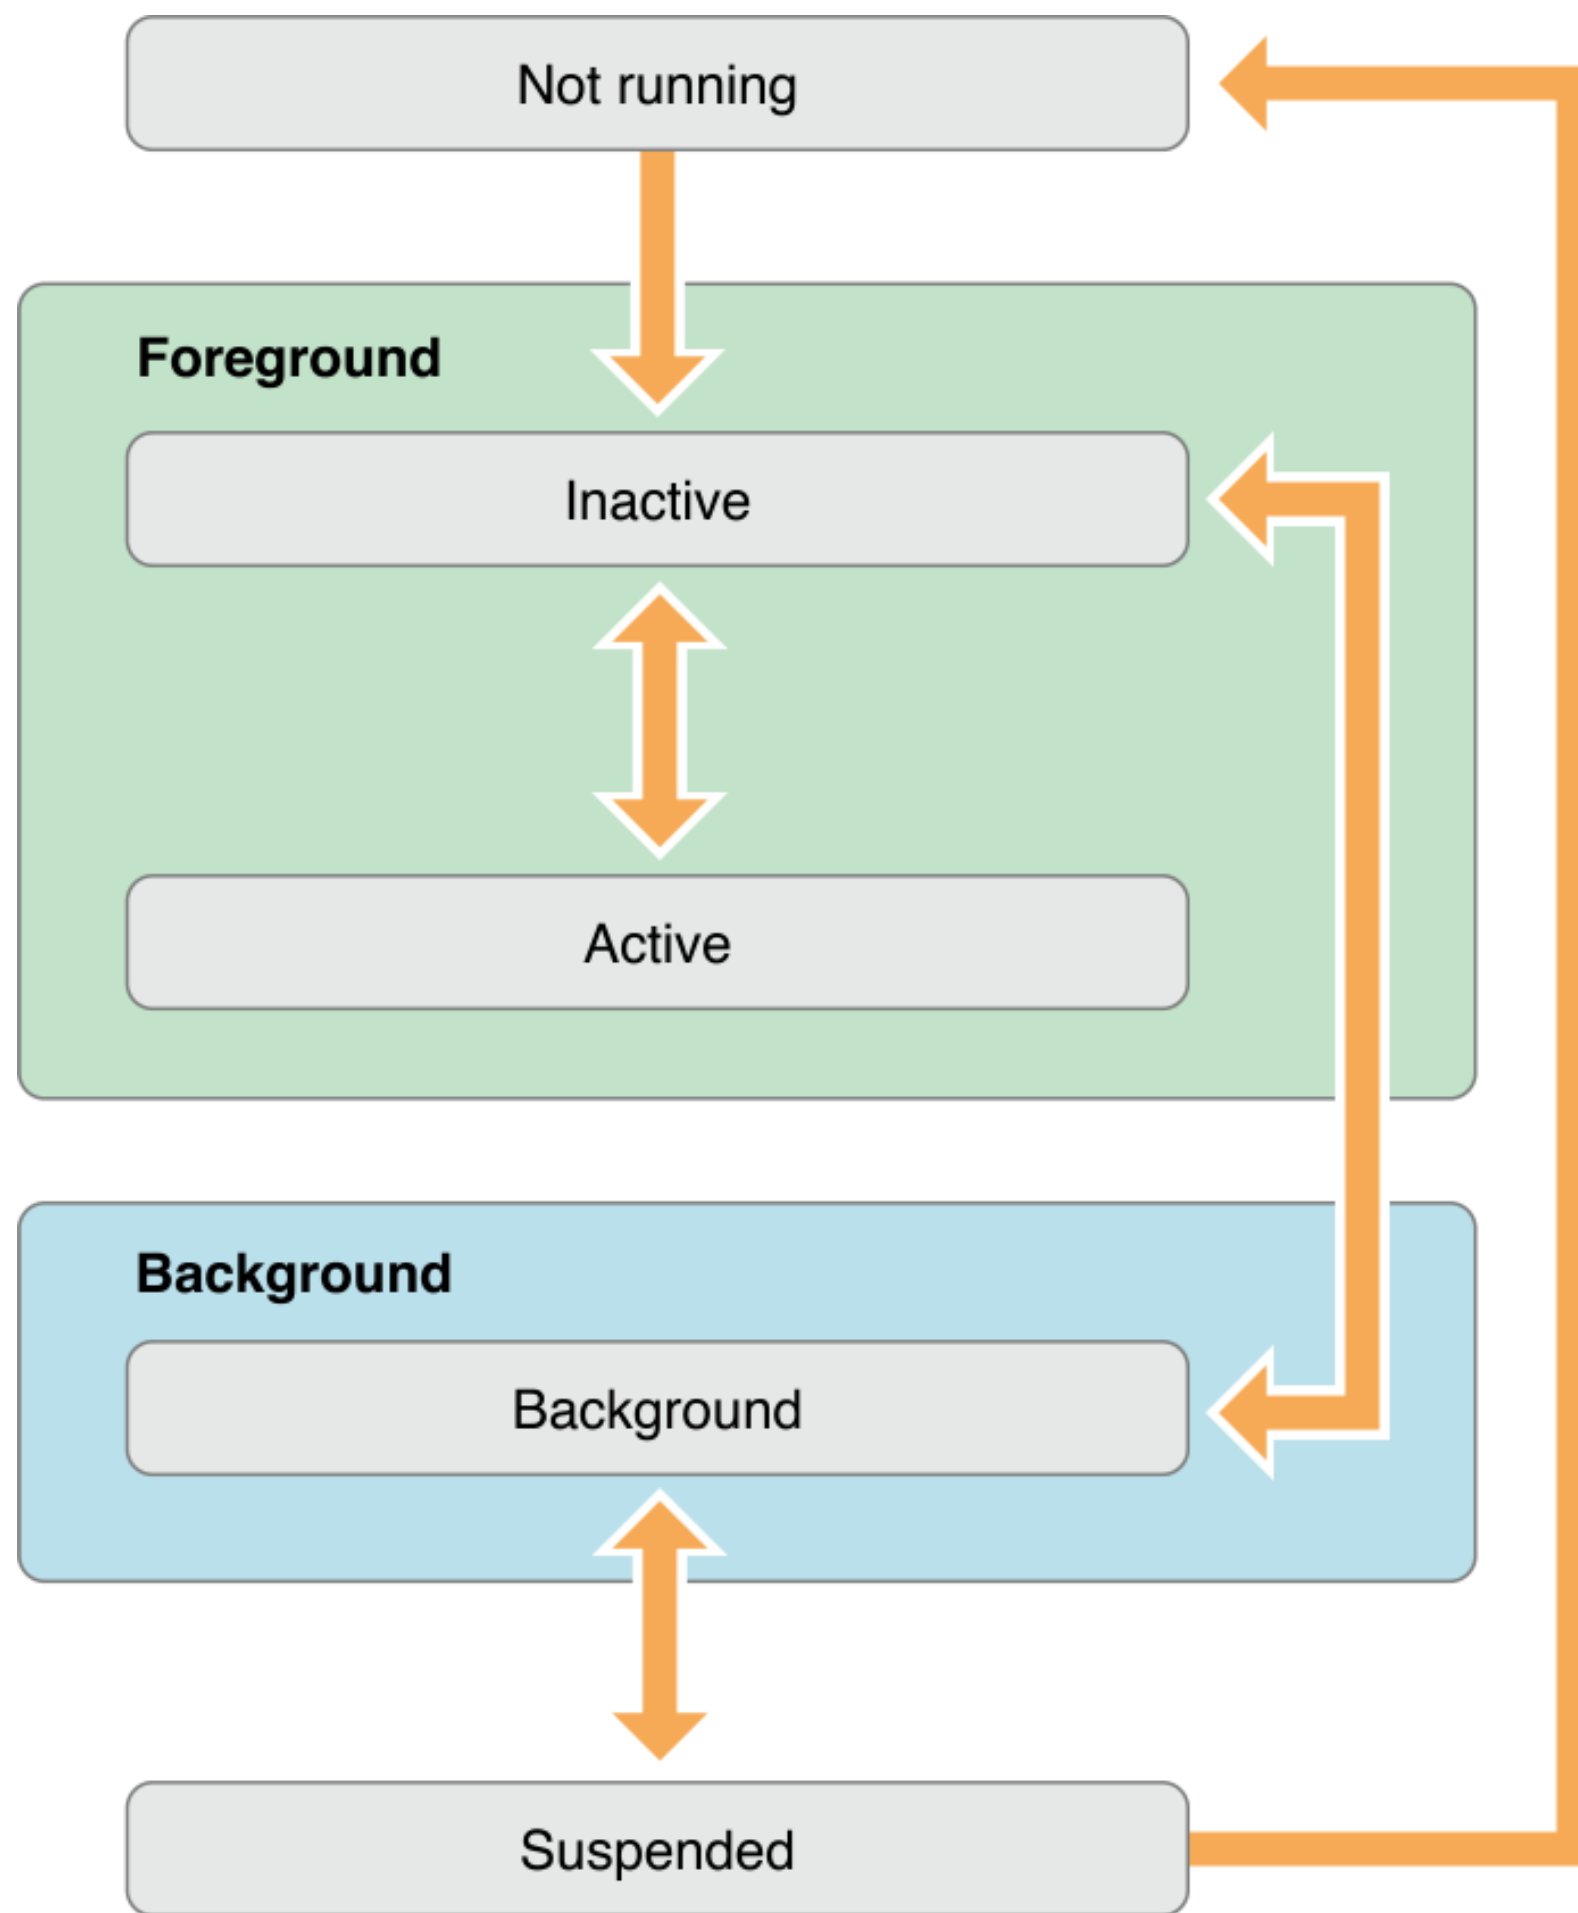 Not running
Foreground
Inactive
Active
Background
Background
Suspended